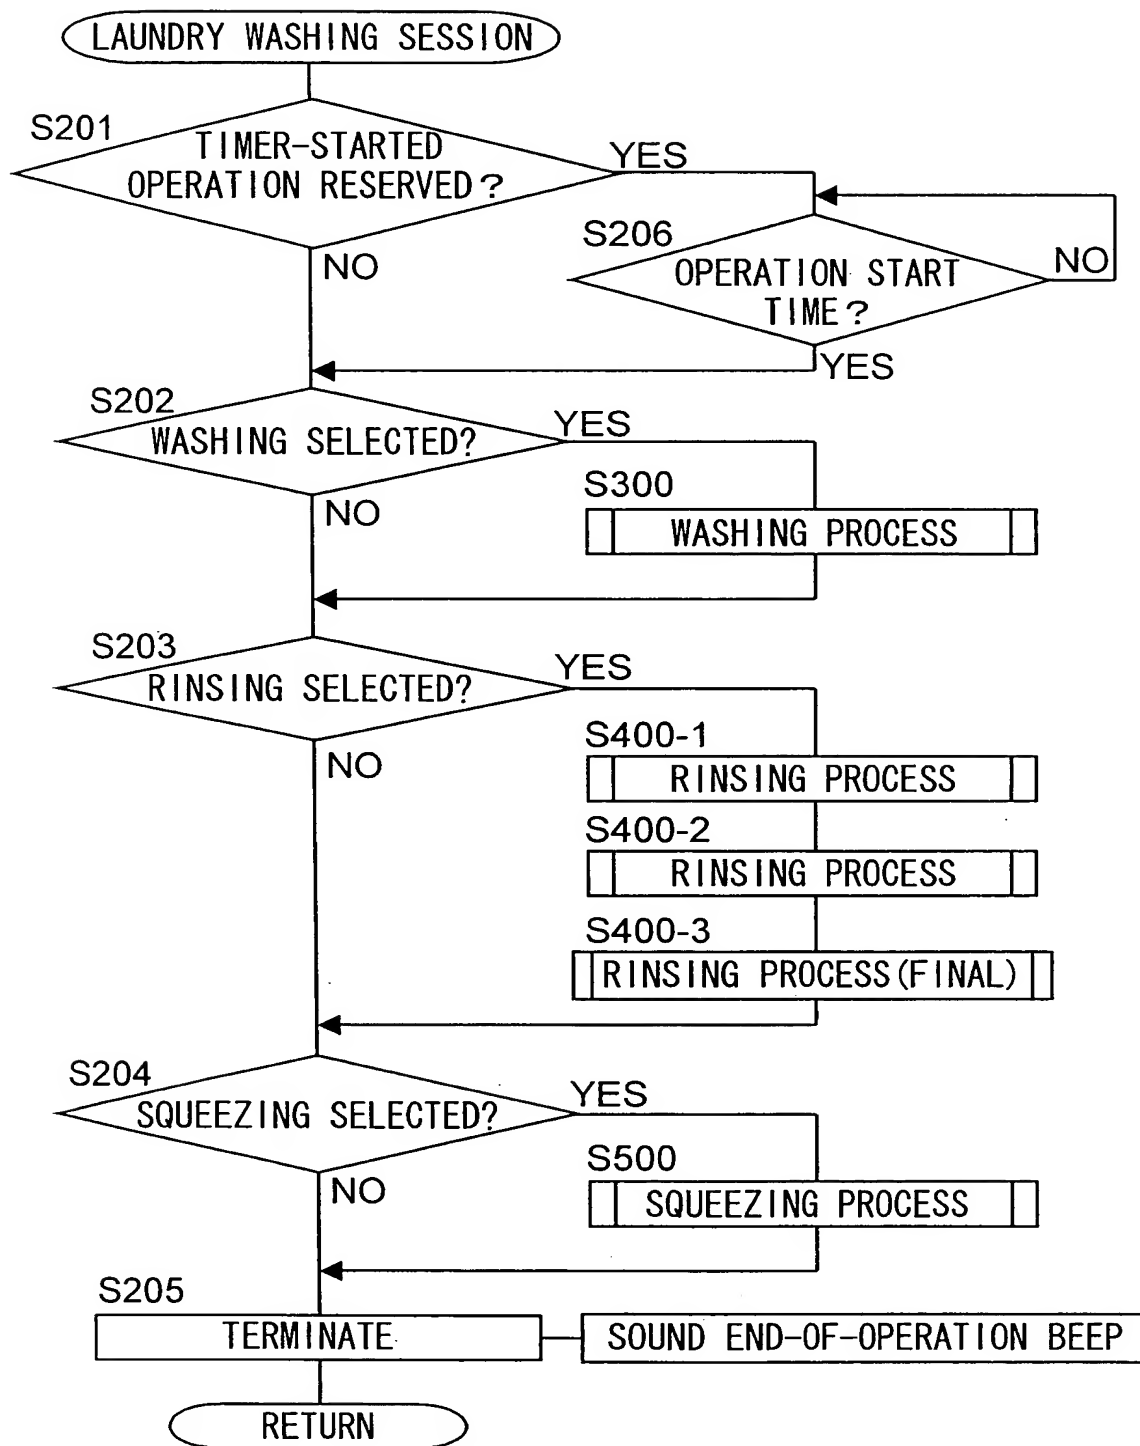 LAUNDRY WASHING SESSION
S201
TIMER-STARTED
OPERATION RESERVED?
YES
NO
S206
OPERATION START
TIME?
NO
YES
S202
WASHING SELECTED?
YES
NO
S300
WASHING PROCESS
S203
RINSING SELECTED?
YES
NO
S400-1
RINSING PROCESS
S400-2
RINSING PROCESS
S400-3
RINSING PROCESS(FINAL)
S204
SQUEEZING SELECTED?
YES
NO
S500
SQUEEZING PROCESS
S205
TERMINATE
SOUND END-OF-OPERATION BEEP
RETURN